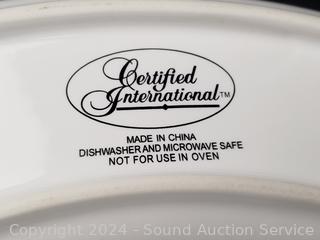 Certified
International™
MADE IN CHINA
DISHWASHER AND MICROWAVE SAFE
NOT FOR USE IN OVEN
Copyright 2024 - Sound Auction Service